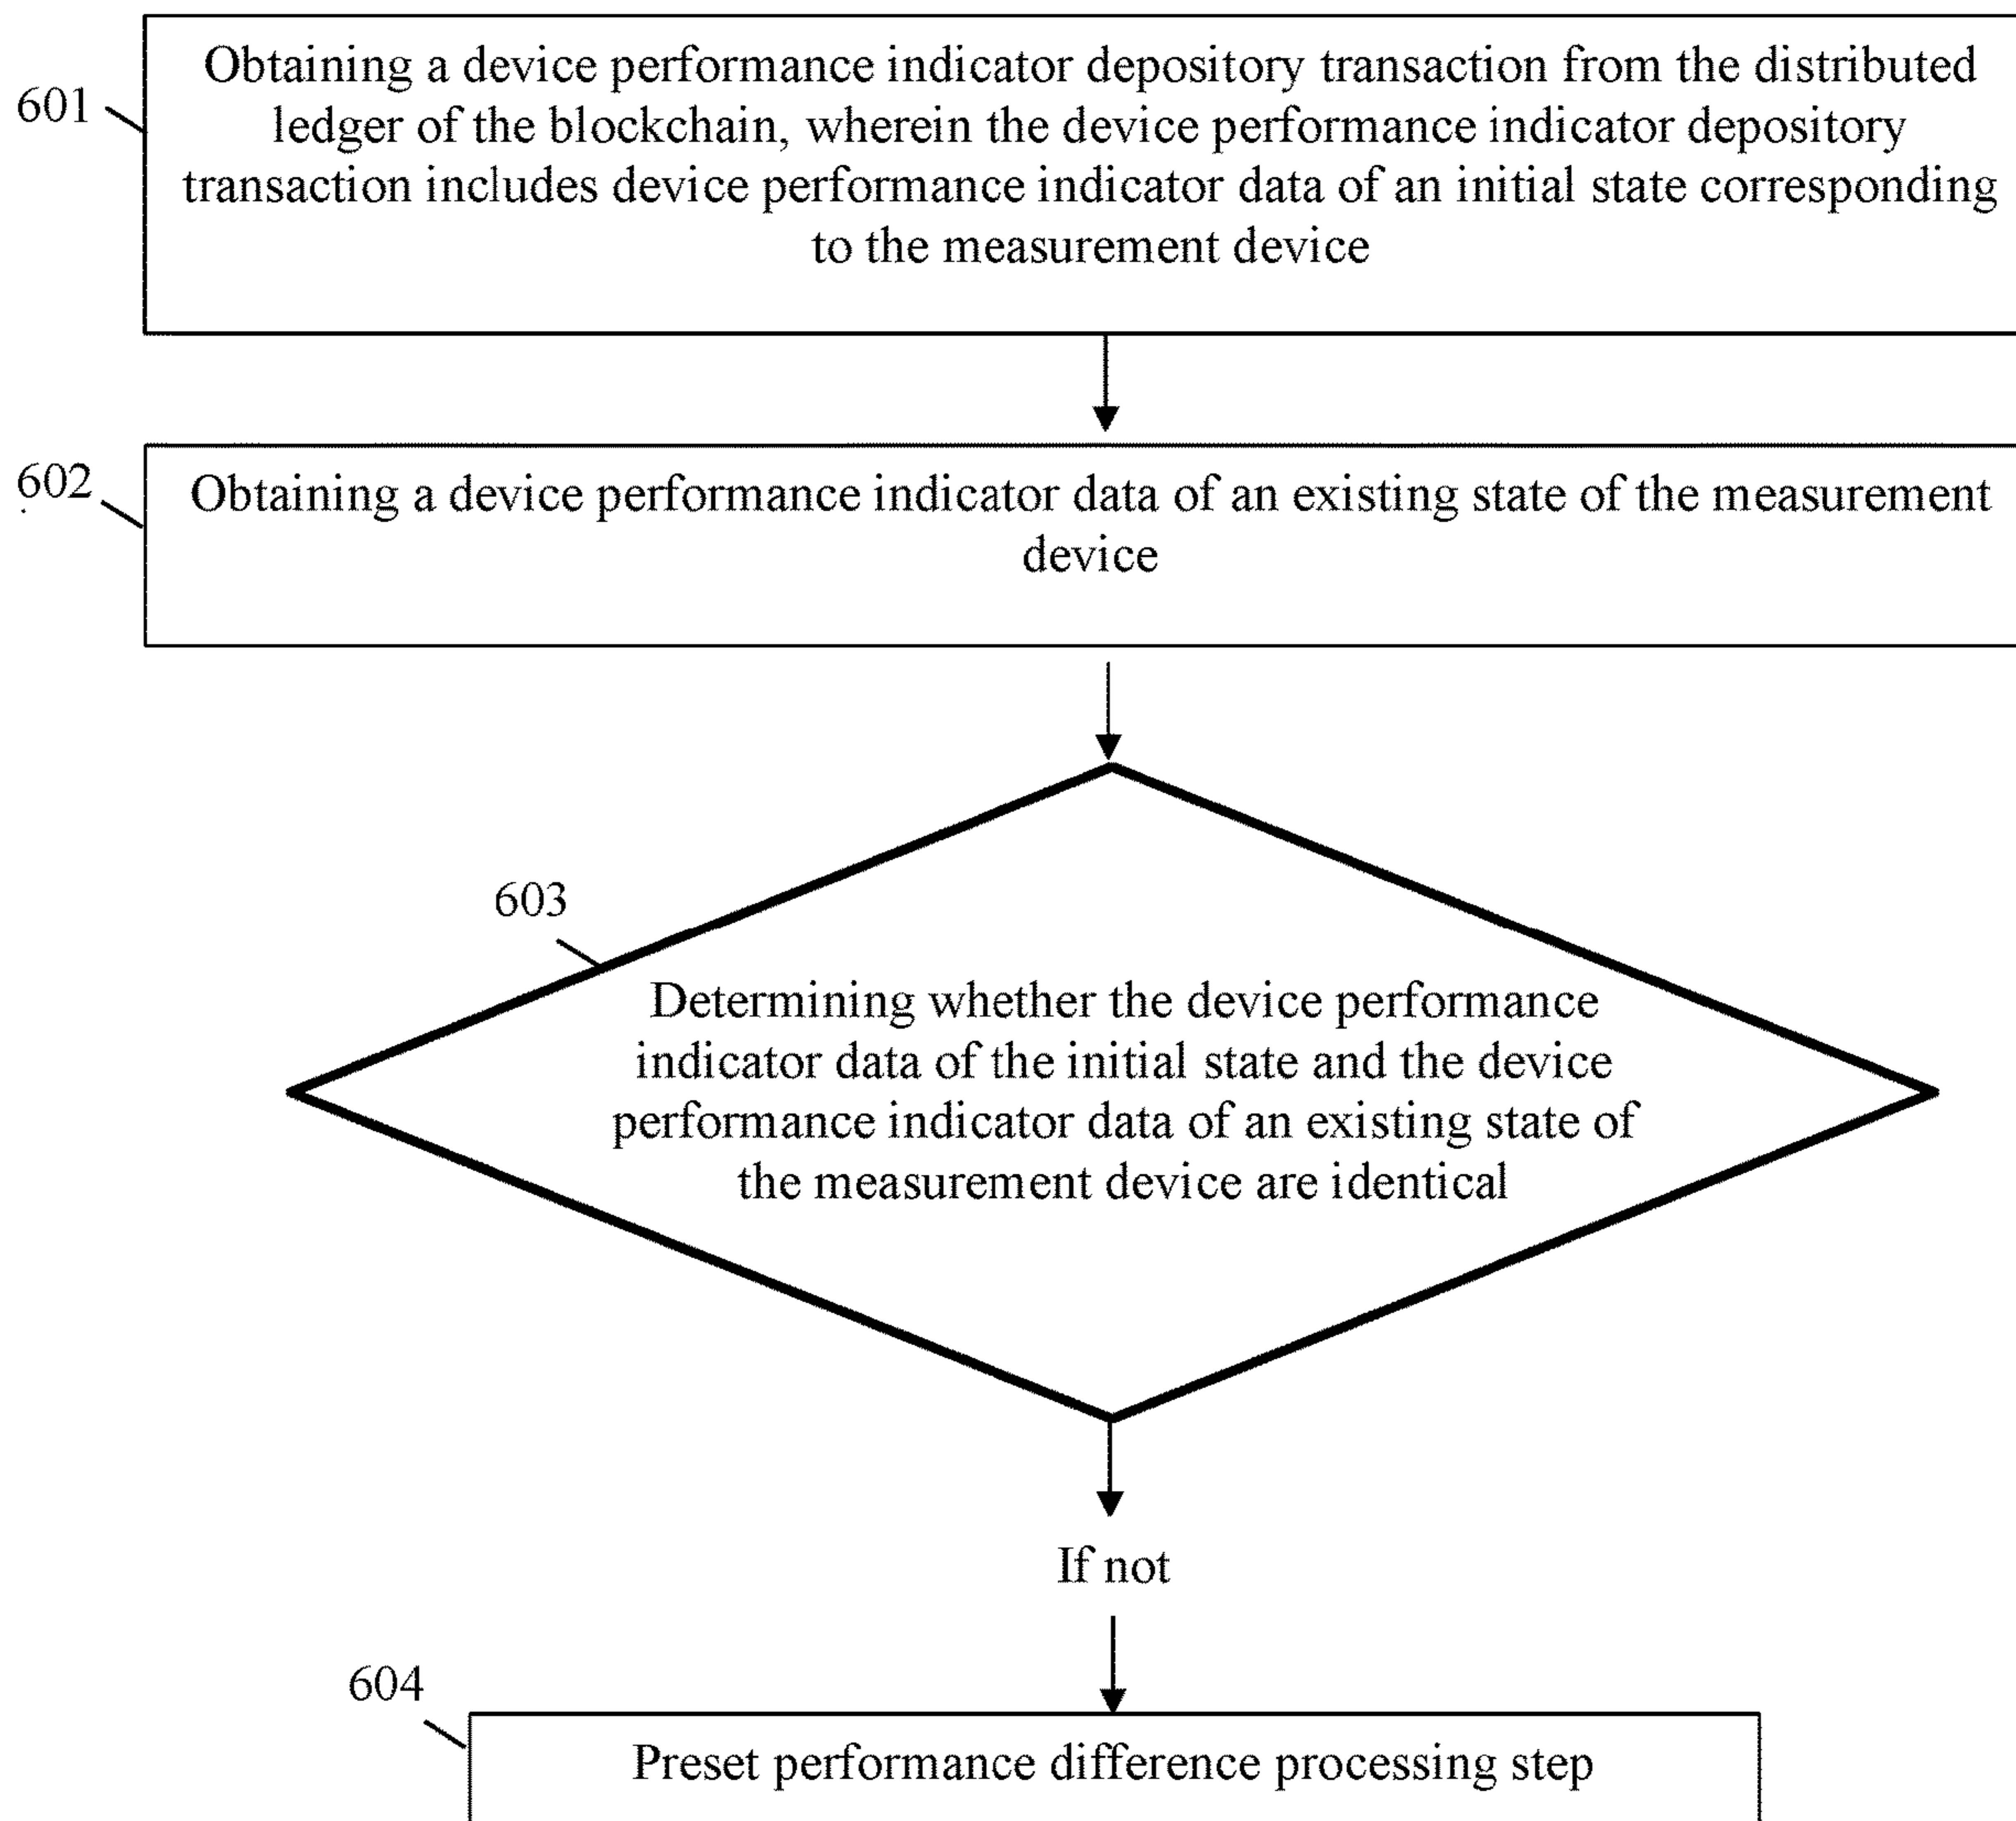 601
Obtaining a device performance indicator depository transaction from the distributed
ledger of the blockchain, wherein the device performance indicator depository
transaction includes device performance indicator data of an initial state corresponding
to the measurement device
602
Obtaining a device performance indicator data of an existing state of the measurement
device
603
Determining whether the device performance
indicator data of the initial state and the device
performance indicator data of an existing state of
the measurement device are identical
If not
604
Preset performance difference processing step